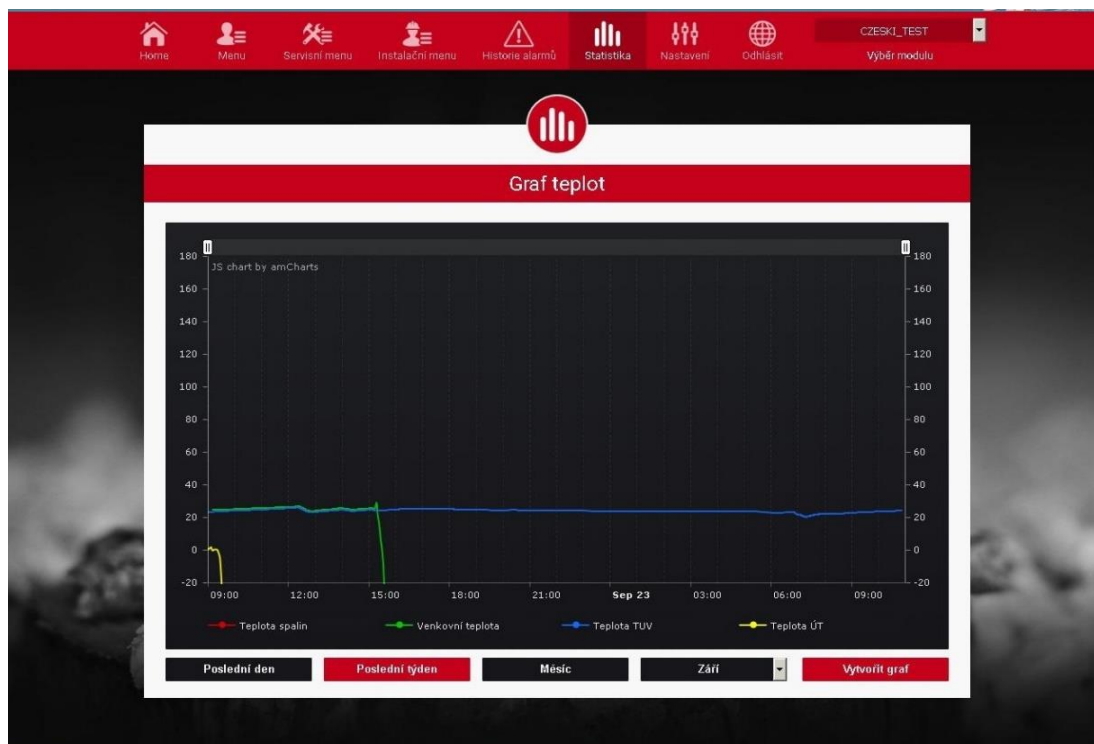 CZESKI_TEST
Home Menu Servisní menu Instalační menu Historie alarmů Statistika Nastavení Odhlásit Výběr modulu
Graf teplot
JS chart by amCharts
180 180
160 160
140 140
120 120
100 100
80 80
60 60
40 40
20 20
0 0
-20 -20
09:00 12:00 15:00 18:00 21:00 Sep 23 03:00 06:00 09:00
Teplota spalin Venkovní teplota Teplota TUV Teplota ÚT
Poslední den Poslední týden Měsíc Září Vytvořit graf